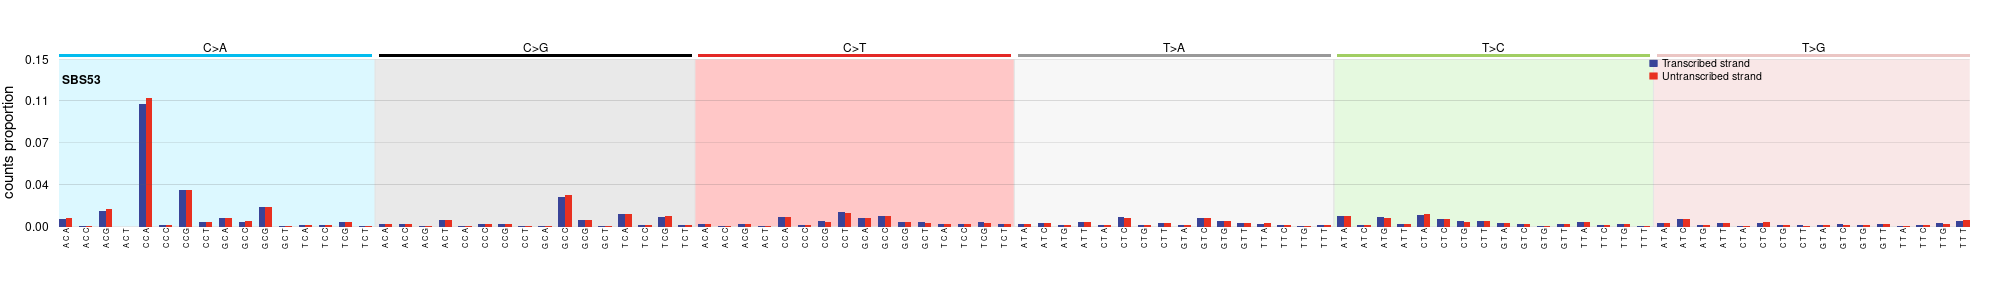 C>A C>G C>T T>A T>C T>G
0.15
SBS53
Transcribed strand
Untranscribed strand
0.11
0.07
0.04
0.00
counts proportion
ACA ACC ACG ACT CCA CCC CCG CCT GCA GCC GCG GCT TCA TCC TCG TCT ACA ACC ACG ACT CCA CCC CCG CCT GCA GCC GCG GCT TCA TCC TCG TCT ACA ACC ACG ACT CCA CCC CCG CCT GCA GCC GCG GCT TCA TCC TCG TCT ATA ATC ATG ATT CTA CTC CTG CTT GTA GTC GTG GTT TTA TTC TTG TTT ATA ATC ATG ATT CTA CTC CTG CTT GTA GTC GTG GTT TTA TTC TTG TTT ATA ATC ATG ATT CTA CTC CTG CTT GTA GTC GTG GTT TTA TTC TTG TTT